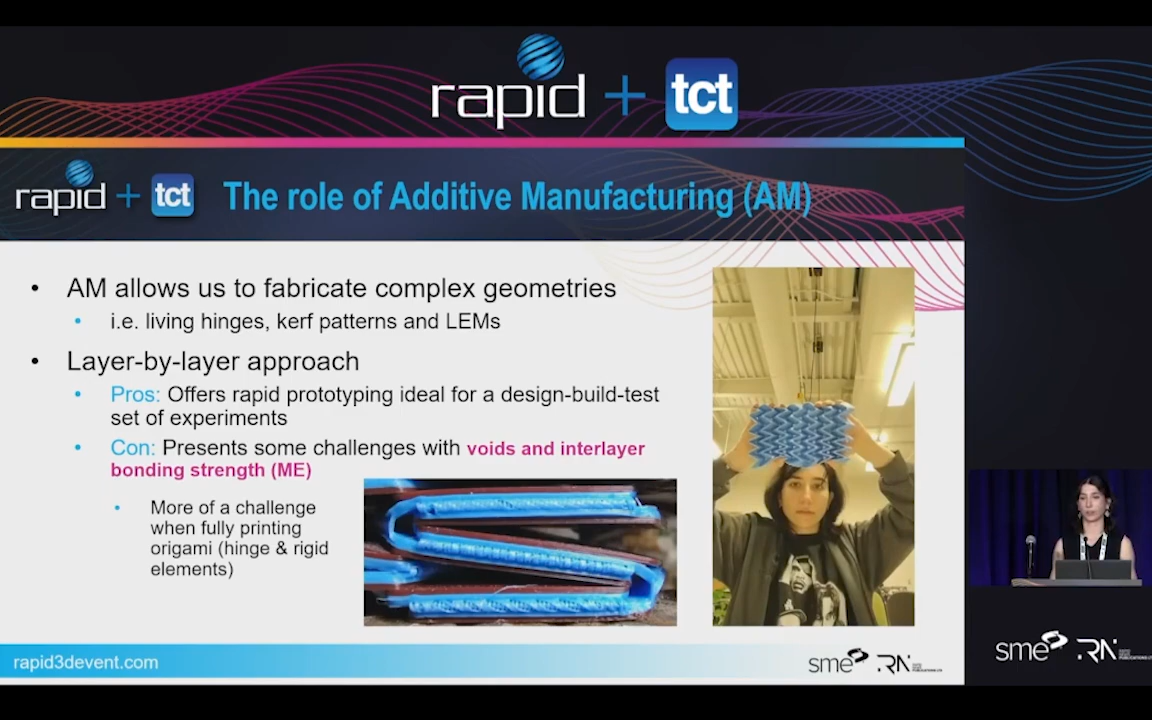 rapid + tct
rapid + tct
The role of Additive Manufacturing (AM)
• AM allows us to fabricate complex geometries
• i.e. living hinges, kerf patterns and LEMs
• Layer-by-layer approach
• Pros: Offers rapid prototyping ideal for a design-build-test
set of experiments
• Con: Presents some challenges with voids and interlayer
bonding strength (ME)
• More of a challenge
when fully printing
origami (hinge & rigid
elements)
rapid3devent.com
sme
sme